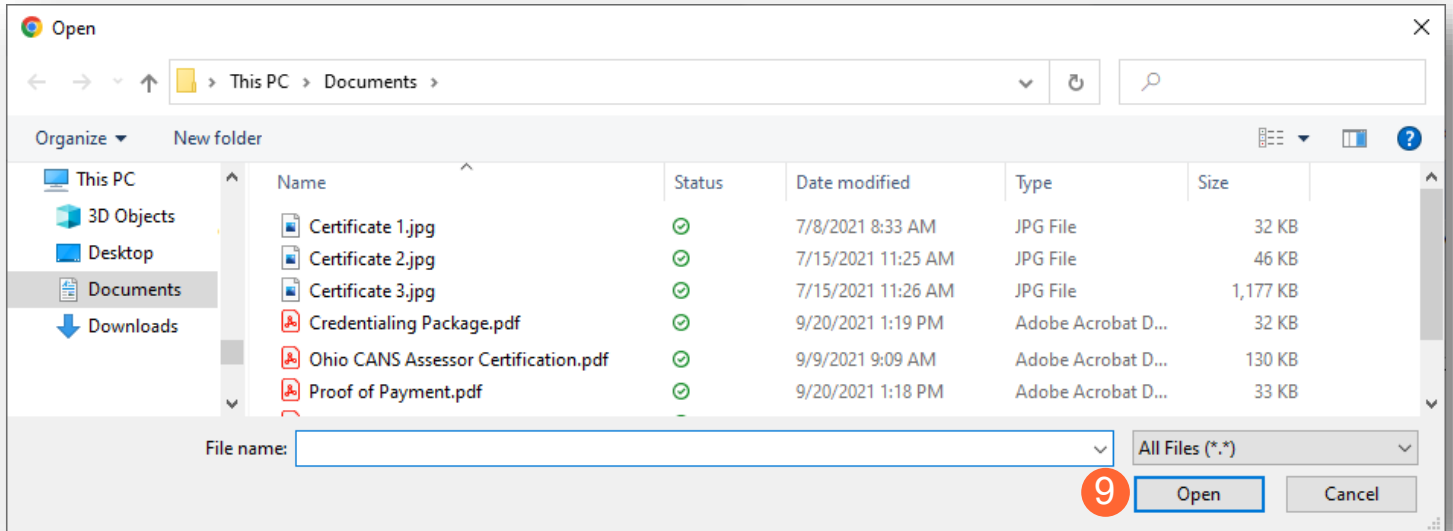 Open
This PC > Documents >
Organize New folder
This PC
3D Objects
Desktop
Documents
Downloads
Name Status Date modified Type Size
Certificate 1.jpg 7/8/2021 8:33 AM JPG File 32 KB
Certificate 2.jpg 7/15/2021 11:25 AM JPG File 46 KB
Certificate 3.jpg 7/15/2021 11:26 AM JPG File 1,177 KB
Credentialing Package.pdf 9/20/2021 1:19 PM Adobe Acrobat D... 32 KB
Ohio CANS Assessor Certification.pdf 9/9/2021 9:09 AM Adobe Acrobat D... 130 KB
Proof of Payment.pdf 9/20/2021 1:18 PM Adobe Acrobat D... 33 KB
File name: All Files (*.*)
9 Open Cancel